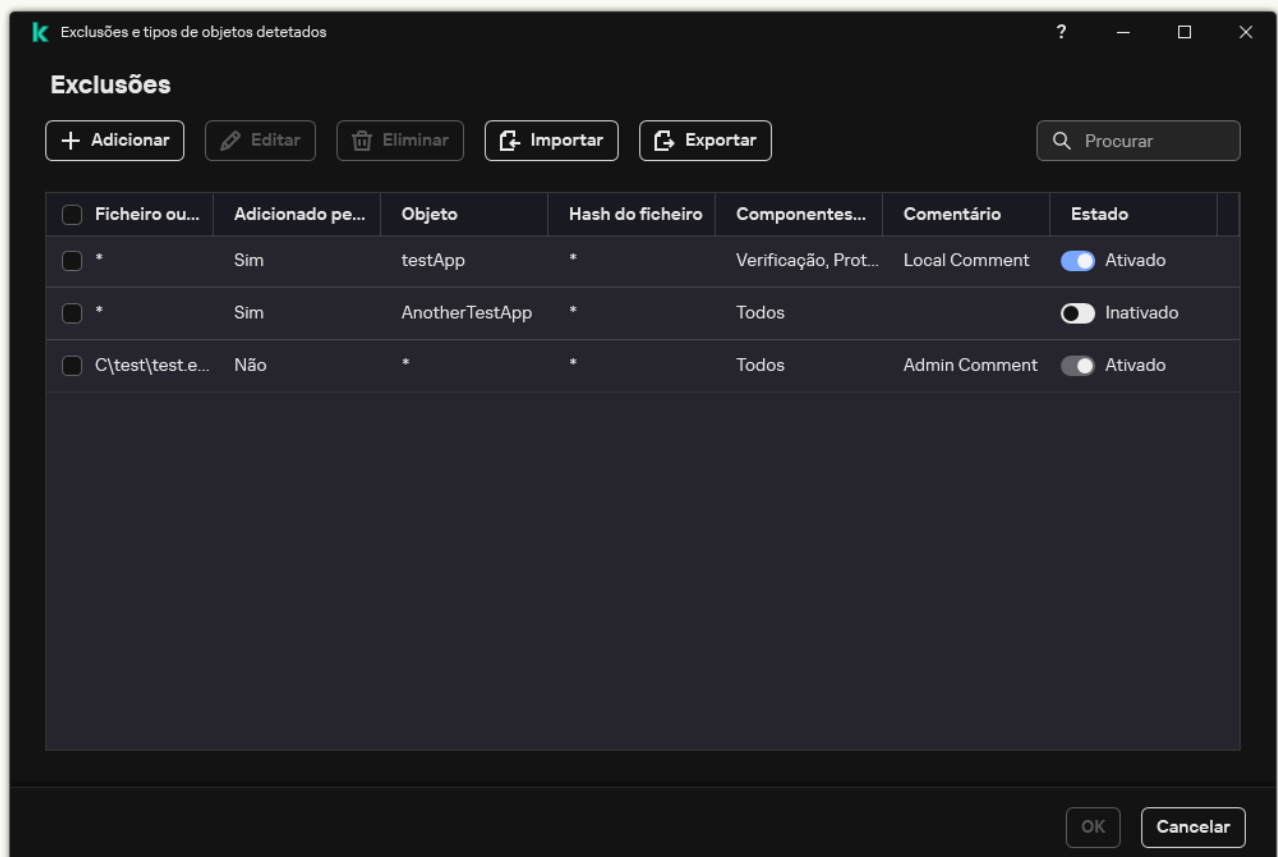 Exclusões e tipos de objetos detetados ?
Exclusões
Adicionar Editar Eliminar Importar Exportar Procurar
Ficheiro ou... Adicionado pe... Objeto Hash do ficheiro Componentes... Comentário Estado
* Sim testApp * Verificação, Prot... Local Comment Ativado
* Sim AnotherTestApp * Todos Inativado
C\test\test.e... Não * * Todos Admin Comment Ativado
OK Cancelar